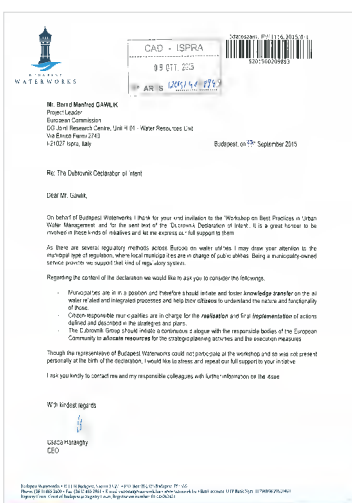 BUDAPEST
WATERWORKS
CAD - ISPRA
09 OTT. 2015
ARES
S201500209893
Mr. Bernd Manfred GAWLIK
Project Leader
European Commission
DG Joint Research Centre, Unit H.01 - Water Resources Unit
Via Enrico Fermi 2749
I-21027 Ispra, Italy
Budapest, on September 2015
Re: The Dubrovnik Declaration of Intent
Dear Mr. Gawlik,
On behalf of Budapest Waterworks I thank for your kind invitation to the "Workshop on Best Practices in Urban
Water Management" and for the sent text of the "Dubrovnik Declaration of Intent". It is a great honour to be
involved in these kinds of initiatives and let me express our full support to them.
As there are several regulatory methods across Europe on water utilities I may draw your attention to the
municipal type of regulation, where local municipalities are in charge of public utilities. Being a municipality-owned
service provider we support that kind of regulatory system.
Regarding the content of the declaration we would like to ask you to consider the followings.
- Municipalities are in a position and therefore should initiate and foster knowledge transfer on the all
water related and integrated processes and help their citizens to understand the nature and functionality
of those.
- Citizen-responsible municipalities are in charge for the realisation and final implementation of actions
defined and described in the strategies and plans.
- The Dubrovnik Group should initiate a continuous dialogue with the responsible bodies of the European
Community to allocate resources for the strategic planning activities and the execution measures.
Though the representative of Budapest Waterworks could not participate at the workshop and so was not present
personally at the birth of the declaration, I would like to stress and repeat our full support to your initiative.
I ask you kindly to contact me and my responsible colleagues with further information on the issue.
With kindest regards
Csaba Haranghy
CEO
Budapest Waterworks